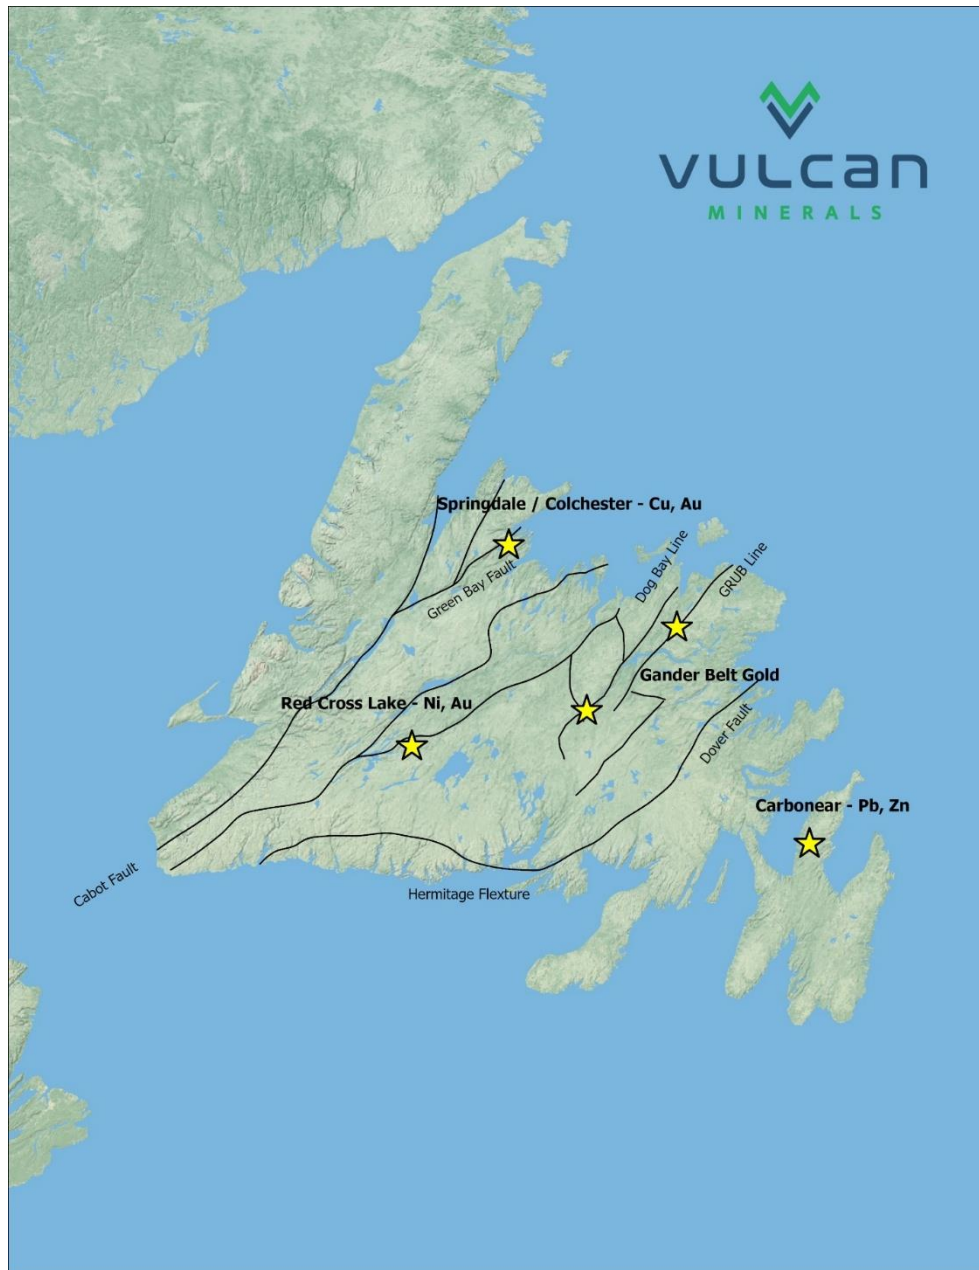 VULCAN
MINERALS
Springdale / Colchester - Cu, Au
Dog Bay Line
GRUB Line
Green Bay Fault
Gander Belt Gold
Red Cross Lake - Ni, Au
Dover Fault
Carbonear - Pb, Zn
Cabot Fault
Hermitage Flexture